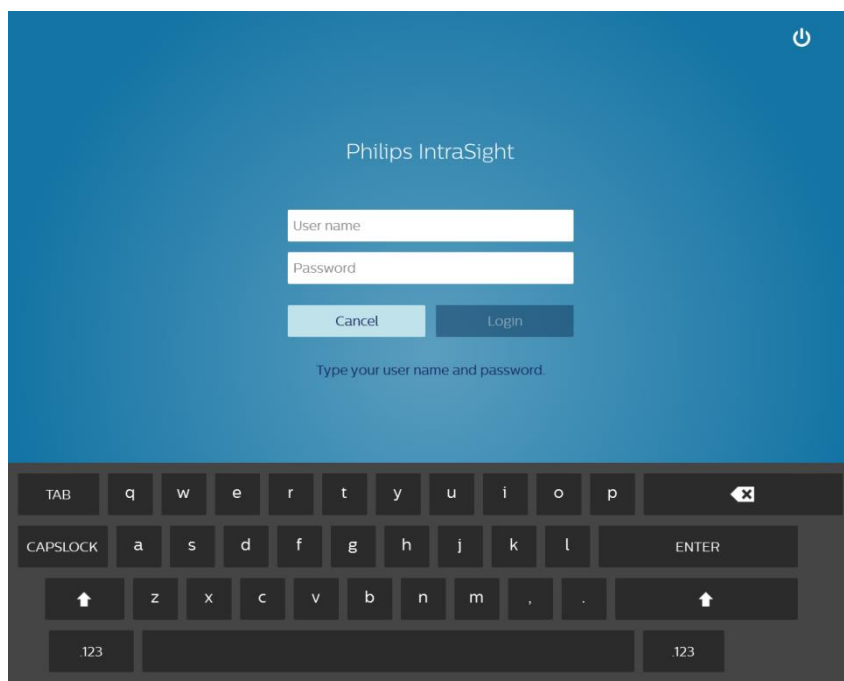 Philips IntraSight
User name
Password
Cancel Login
Type your user name and password.
TAB q w e r t y u i o p
CAPSLOCK a s d f g h j k l ENTER
z x c v b n m , .
.123 .123